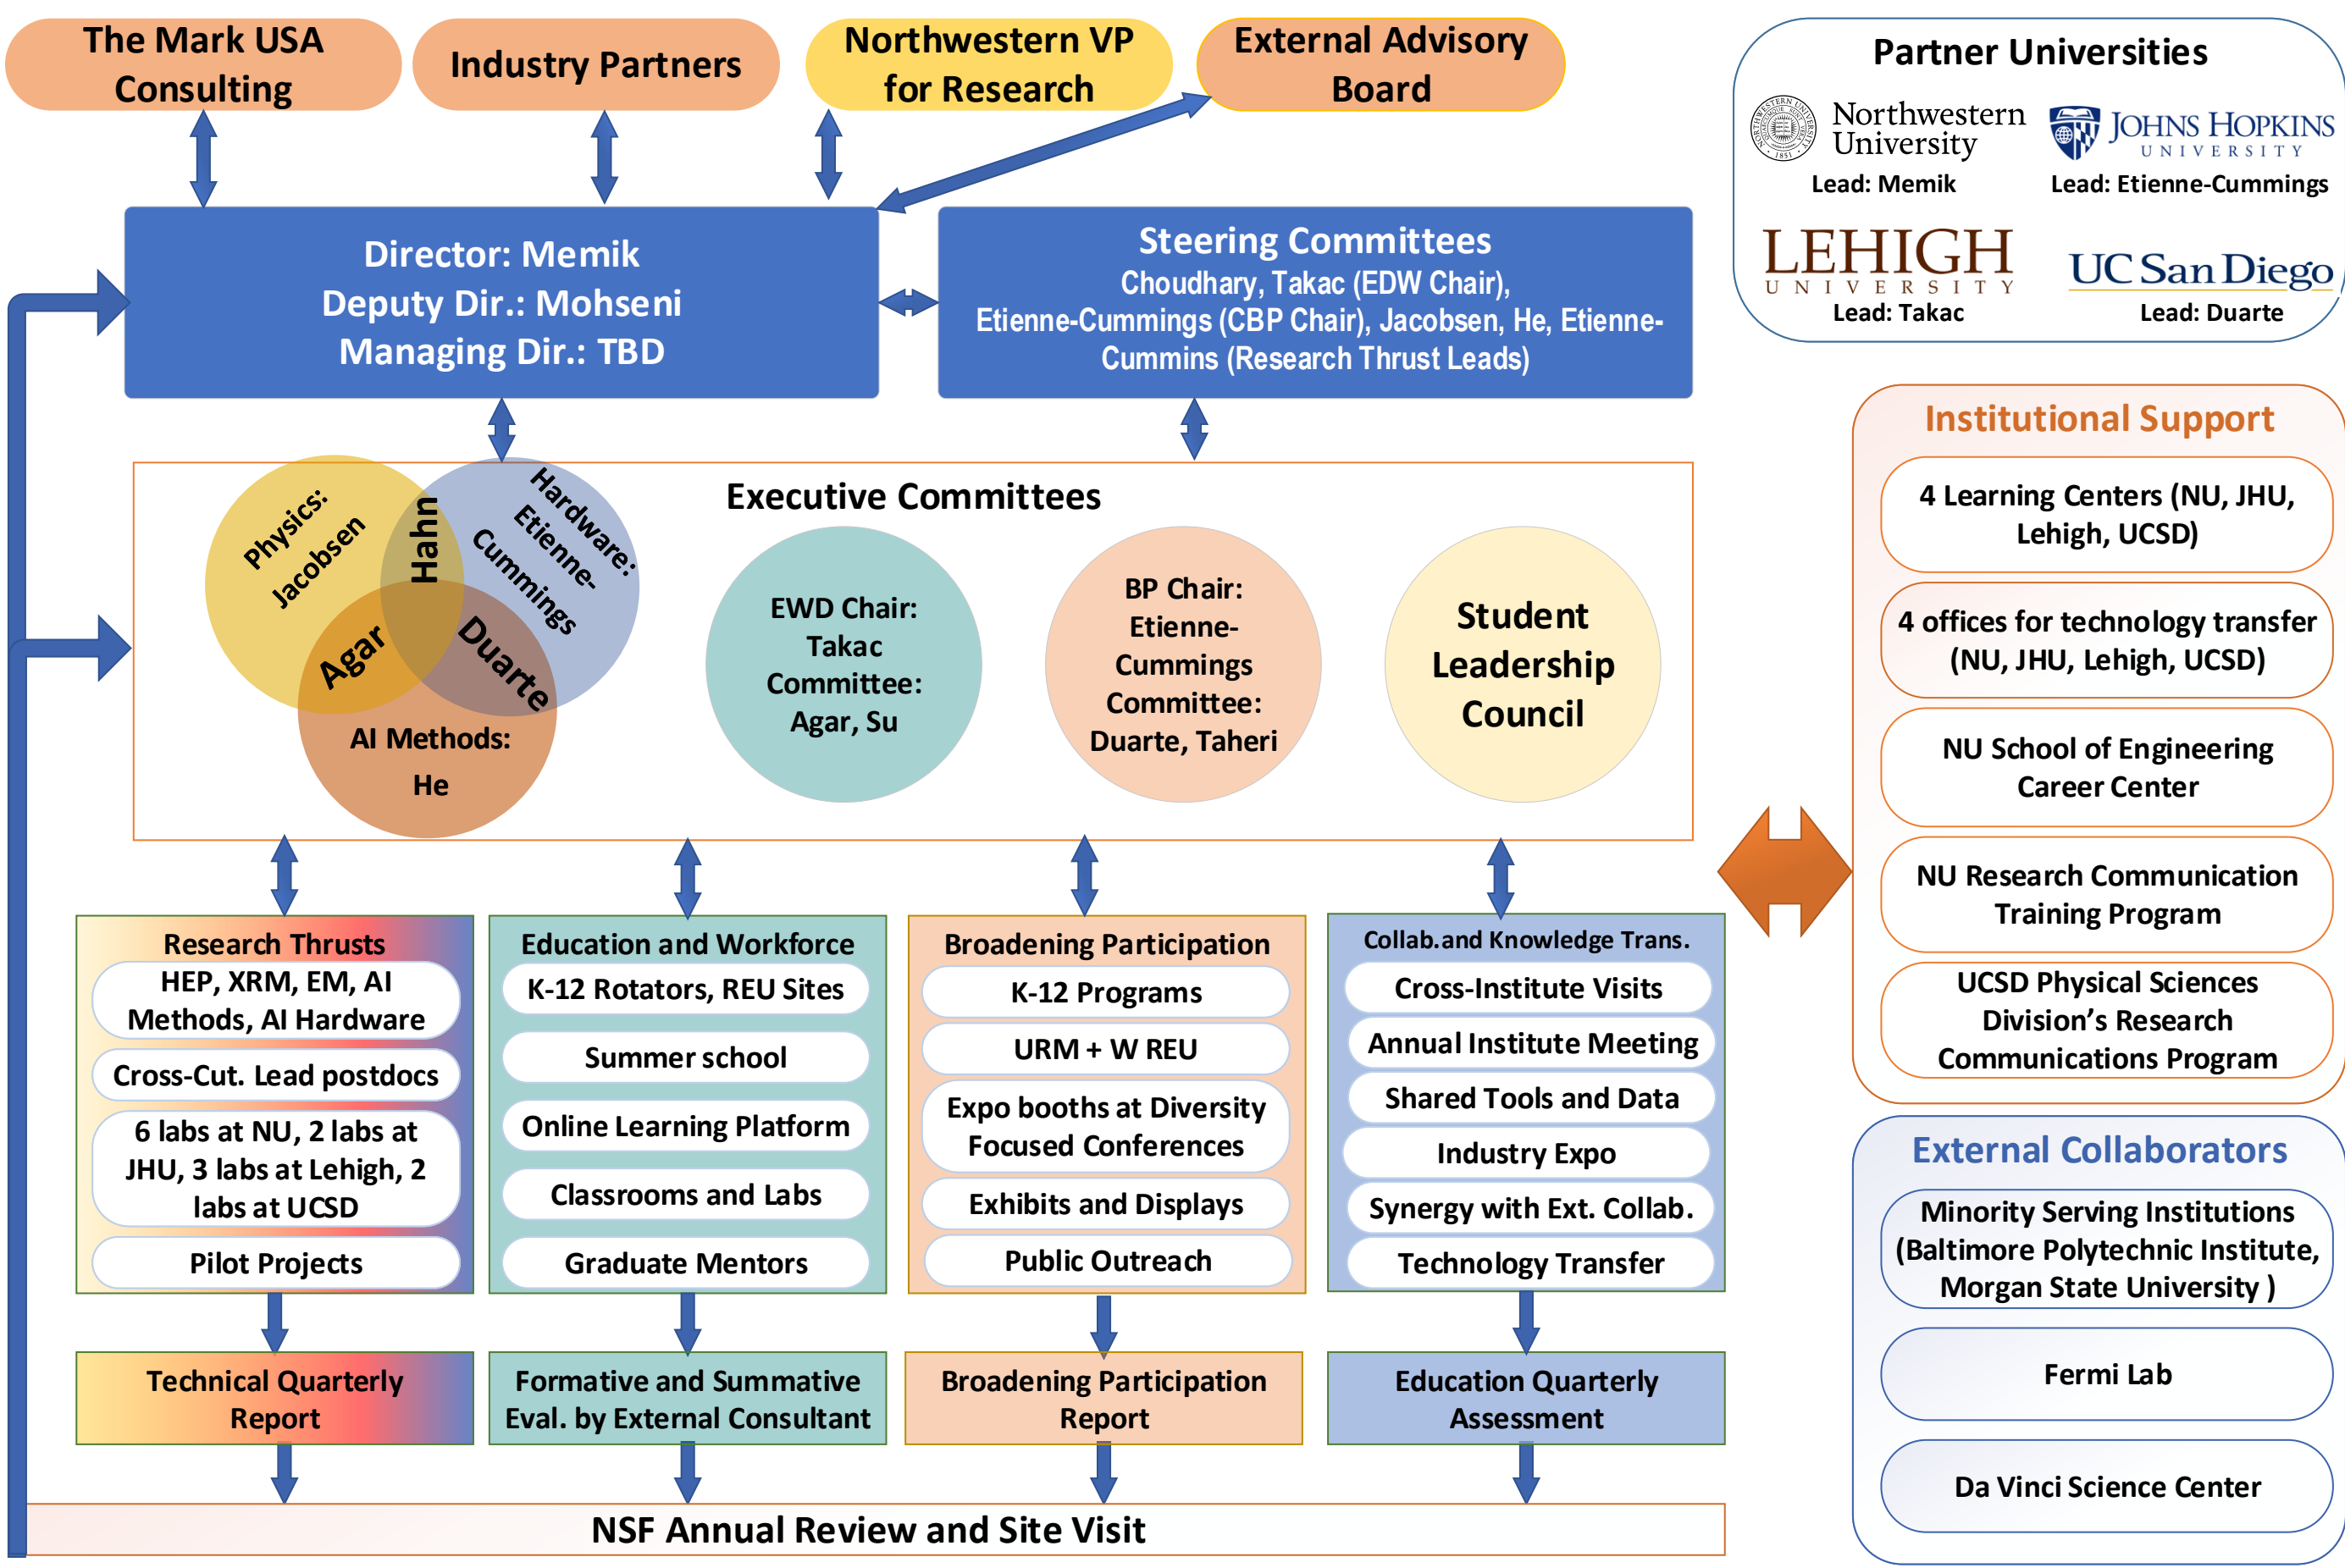 The Mark USA
Consulting
Industry Partners
Northwestern VP
for Research
External Advisory
Board
Partner Universities
NORTHWESTERN UNIVERSITY
1851
Northwestern
University
Lead: Memik
JOHNS HOPKINS
UNIVERSITY
Lead: Etienne-Cummings
LEHIGH
UNIVERSITY
Lead: Takac
UC San Diego
Lead: Duarte
Director: Memik
Deputy Dir.: Mohseni
Managing Dir.: TBD
Steering Committees
Choudhary, Takac (EDW Chair),
Etienne-Cummings (CBP Chair), Jacobsen, He, Etienne-
Cummins (Research Thrust Leads)
Executive Committees
Physics:
Jacobsen
Hahn
Hardware:
Etienne-
Cummings
Agar
Duarte
AI Methods:
He
EWD Chair:
Takac
Committee:
Agar, Su
BP Chair:
Etienne-
Cummings
Committee:
Duarte, Taheri
Student
Leadership
Council
Research Thrusts
HEP, XRM, EM, AI
Methods, AI Hardware
Cross-Cut. Lead postdocs
6 labs at NU, 2 labs at
JHU, 3 labs at Lehigh, 2
labs at UCSD
Pilot Projects
Education and Workforce
K-12 Rotators, REU Sites
Summer school
Online Learning Platform
Classrooms and Labs
Graduate Mentors
Broadening Participation
K-12 Programs
URM + W REU
Expo booths at Diversity
Focused Conferences
Exhibits and Displays
Public Outreach
Collab.and Knowledge Trans.
Cross-Institute Visits
Annual Institute Meeting
Shared Tools and Data
Industry Expo
Synergy with Ext. Collab.
Technology Transfer
Technical Quarterly
Report
Formative and Summative
Eval. by External Consultant
Broadening Participation
Report
Education Quarterly
Assessment
NSF Annual Review and Site Visit
Institutional Support
4 Learning Centers (NU, JHU,
Lehigh, UCSD)
4 offices for technology transfer
(NU, JHU, Lehigh, UCSD)
NU School of Engineering
Career Center
NU Research Communication
Training Program
UCSD Physical Sciences
Division’s Research
Communications Program
External Collaborators
Minority Serving Institutions
(Baltimore Polytechnic Institute,
Morgan State University )
Fermi Lab
Da Vinci Science Center